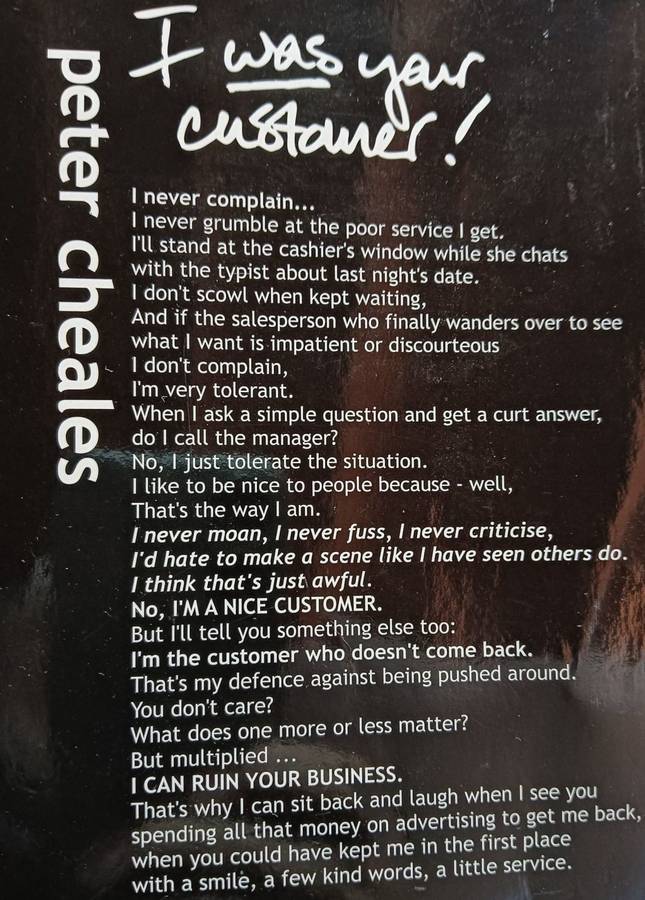 I was your
customer!
peter cheales
I never complain...
I never grumble at the poor service I get.
I'll stand at the cashier's window while she chats
with the typist about last night's date.
I don't scowl when kept waiting,
And if the salesperson who finally wanders over to see
what I want is impatient or discourteous
I don't complain,
I'm very tolerant.
When I ask a simple question and get a curt answer,
do I call the manager?
No, I just tolerate the situation.
I like to be nice to people because - well,
That's the way I am.
I never moan, I never fuss, I never criticise,
I'd hate to make a scene like I have seen others do.
I think that's just awful.
No, I'M A NICE CUSTOMER.
But I'll tell you something else too:
I'm the customer who doesn't come back.
That's my defence against being pushed around.
You don't care?
What does one more or less matter?
But multiplied ...
I CAN RUIN YOUR BUSINESS.
That's why I can sit back and laugh when I see you
spending all that money on advertising to get me back,
when you could have kept me in the first place
with a smile, a few kind words, a little service.